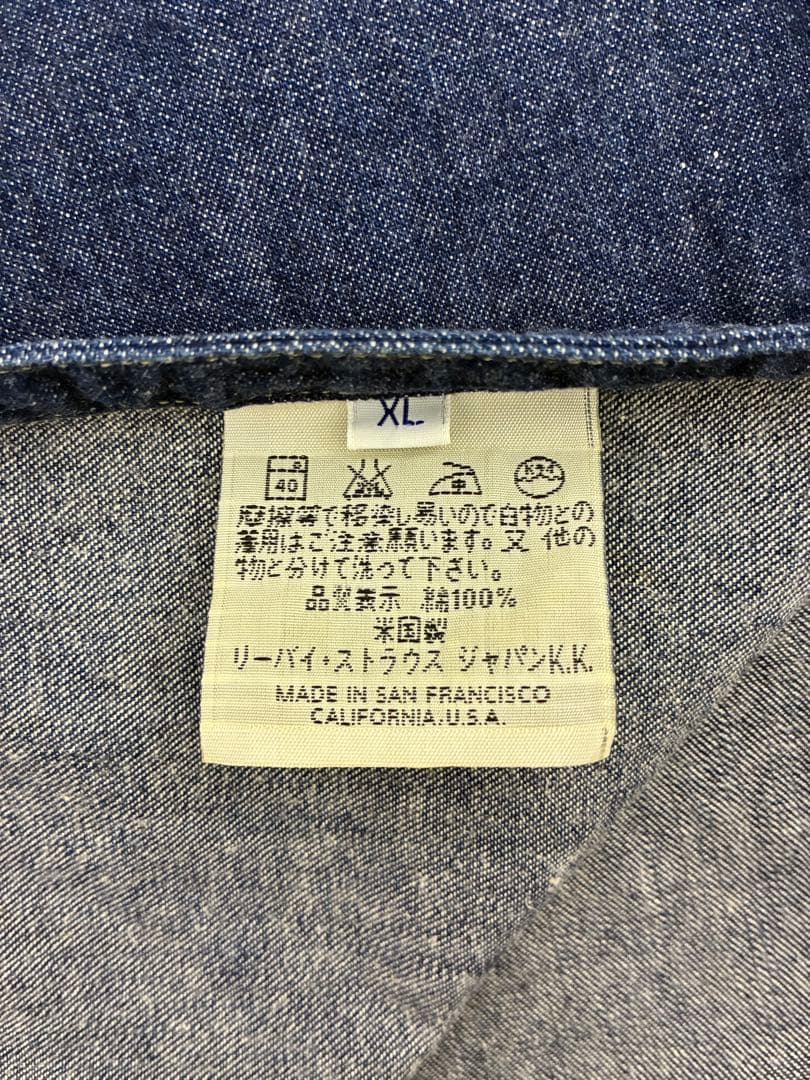 XL
40
摩擦等で移染し易いので白物との
着用はご注意願います。又 他の
物と分けて洗って下さい。
品質表示 綿100%
米国製
リーバイ・ストラウス ジャパンK.K.
MADE IN SAN FRANCISCO
CALIFORNIA.U.S.A.